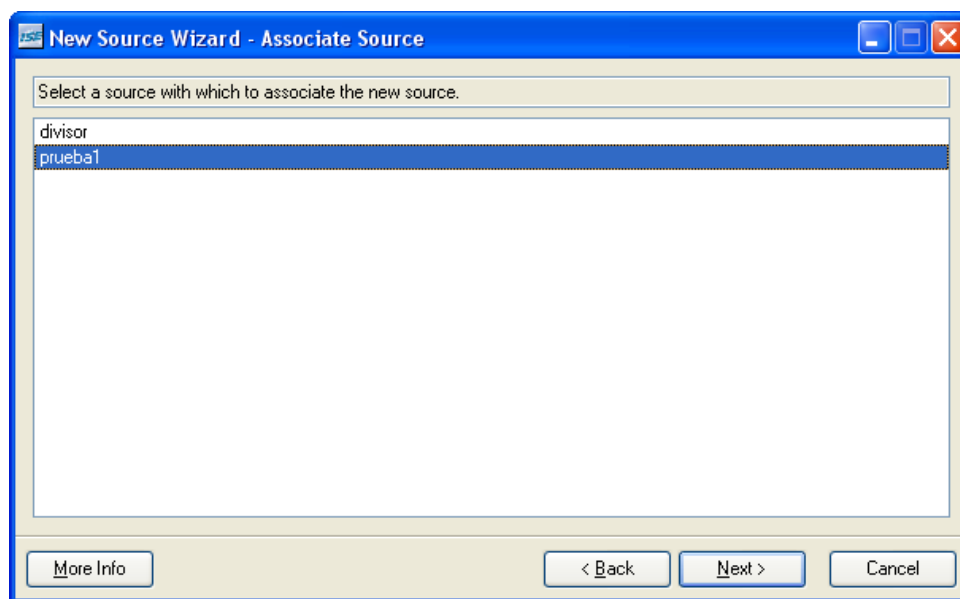 ISE New Source Wizard - Associate Source
Select a source with which to associate the new source.
divisor
prueba1
More Info
< Back
Next >
Cancel